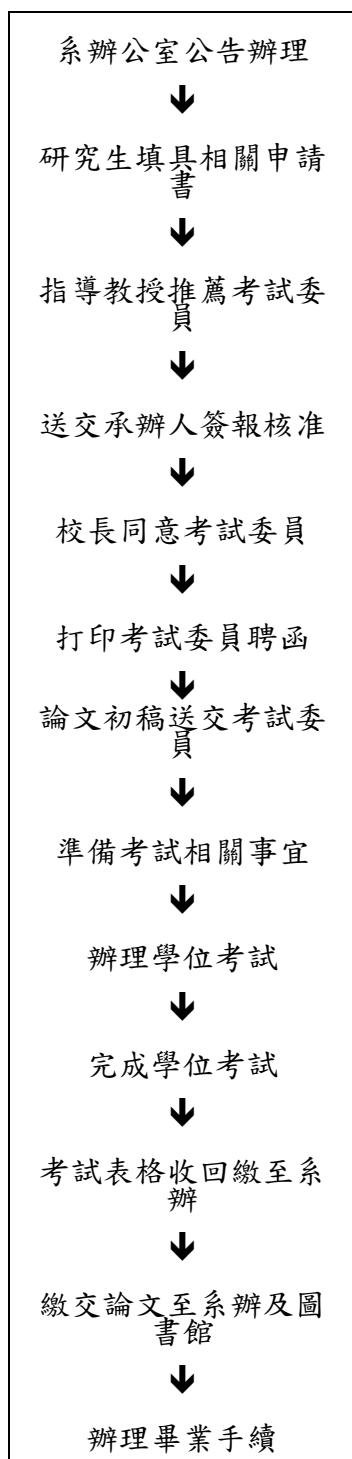 系辦公室公告辦理
研究生填具相關申請
書
指導教授推薦考試委
員
送交承辦人簽報核准
校長同意考試委員
打印考試委員聘函
論文初稿送交考試委
員
準備考試相關事宜
辦理學位考試
完成學位考試
考試表格收回繳至系
辦
繳交論文至系辦及圖
書館
辦理畢業手續